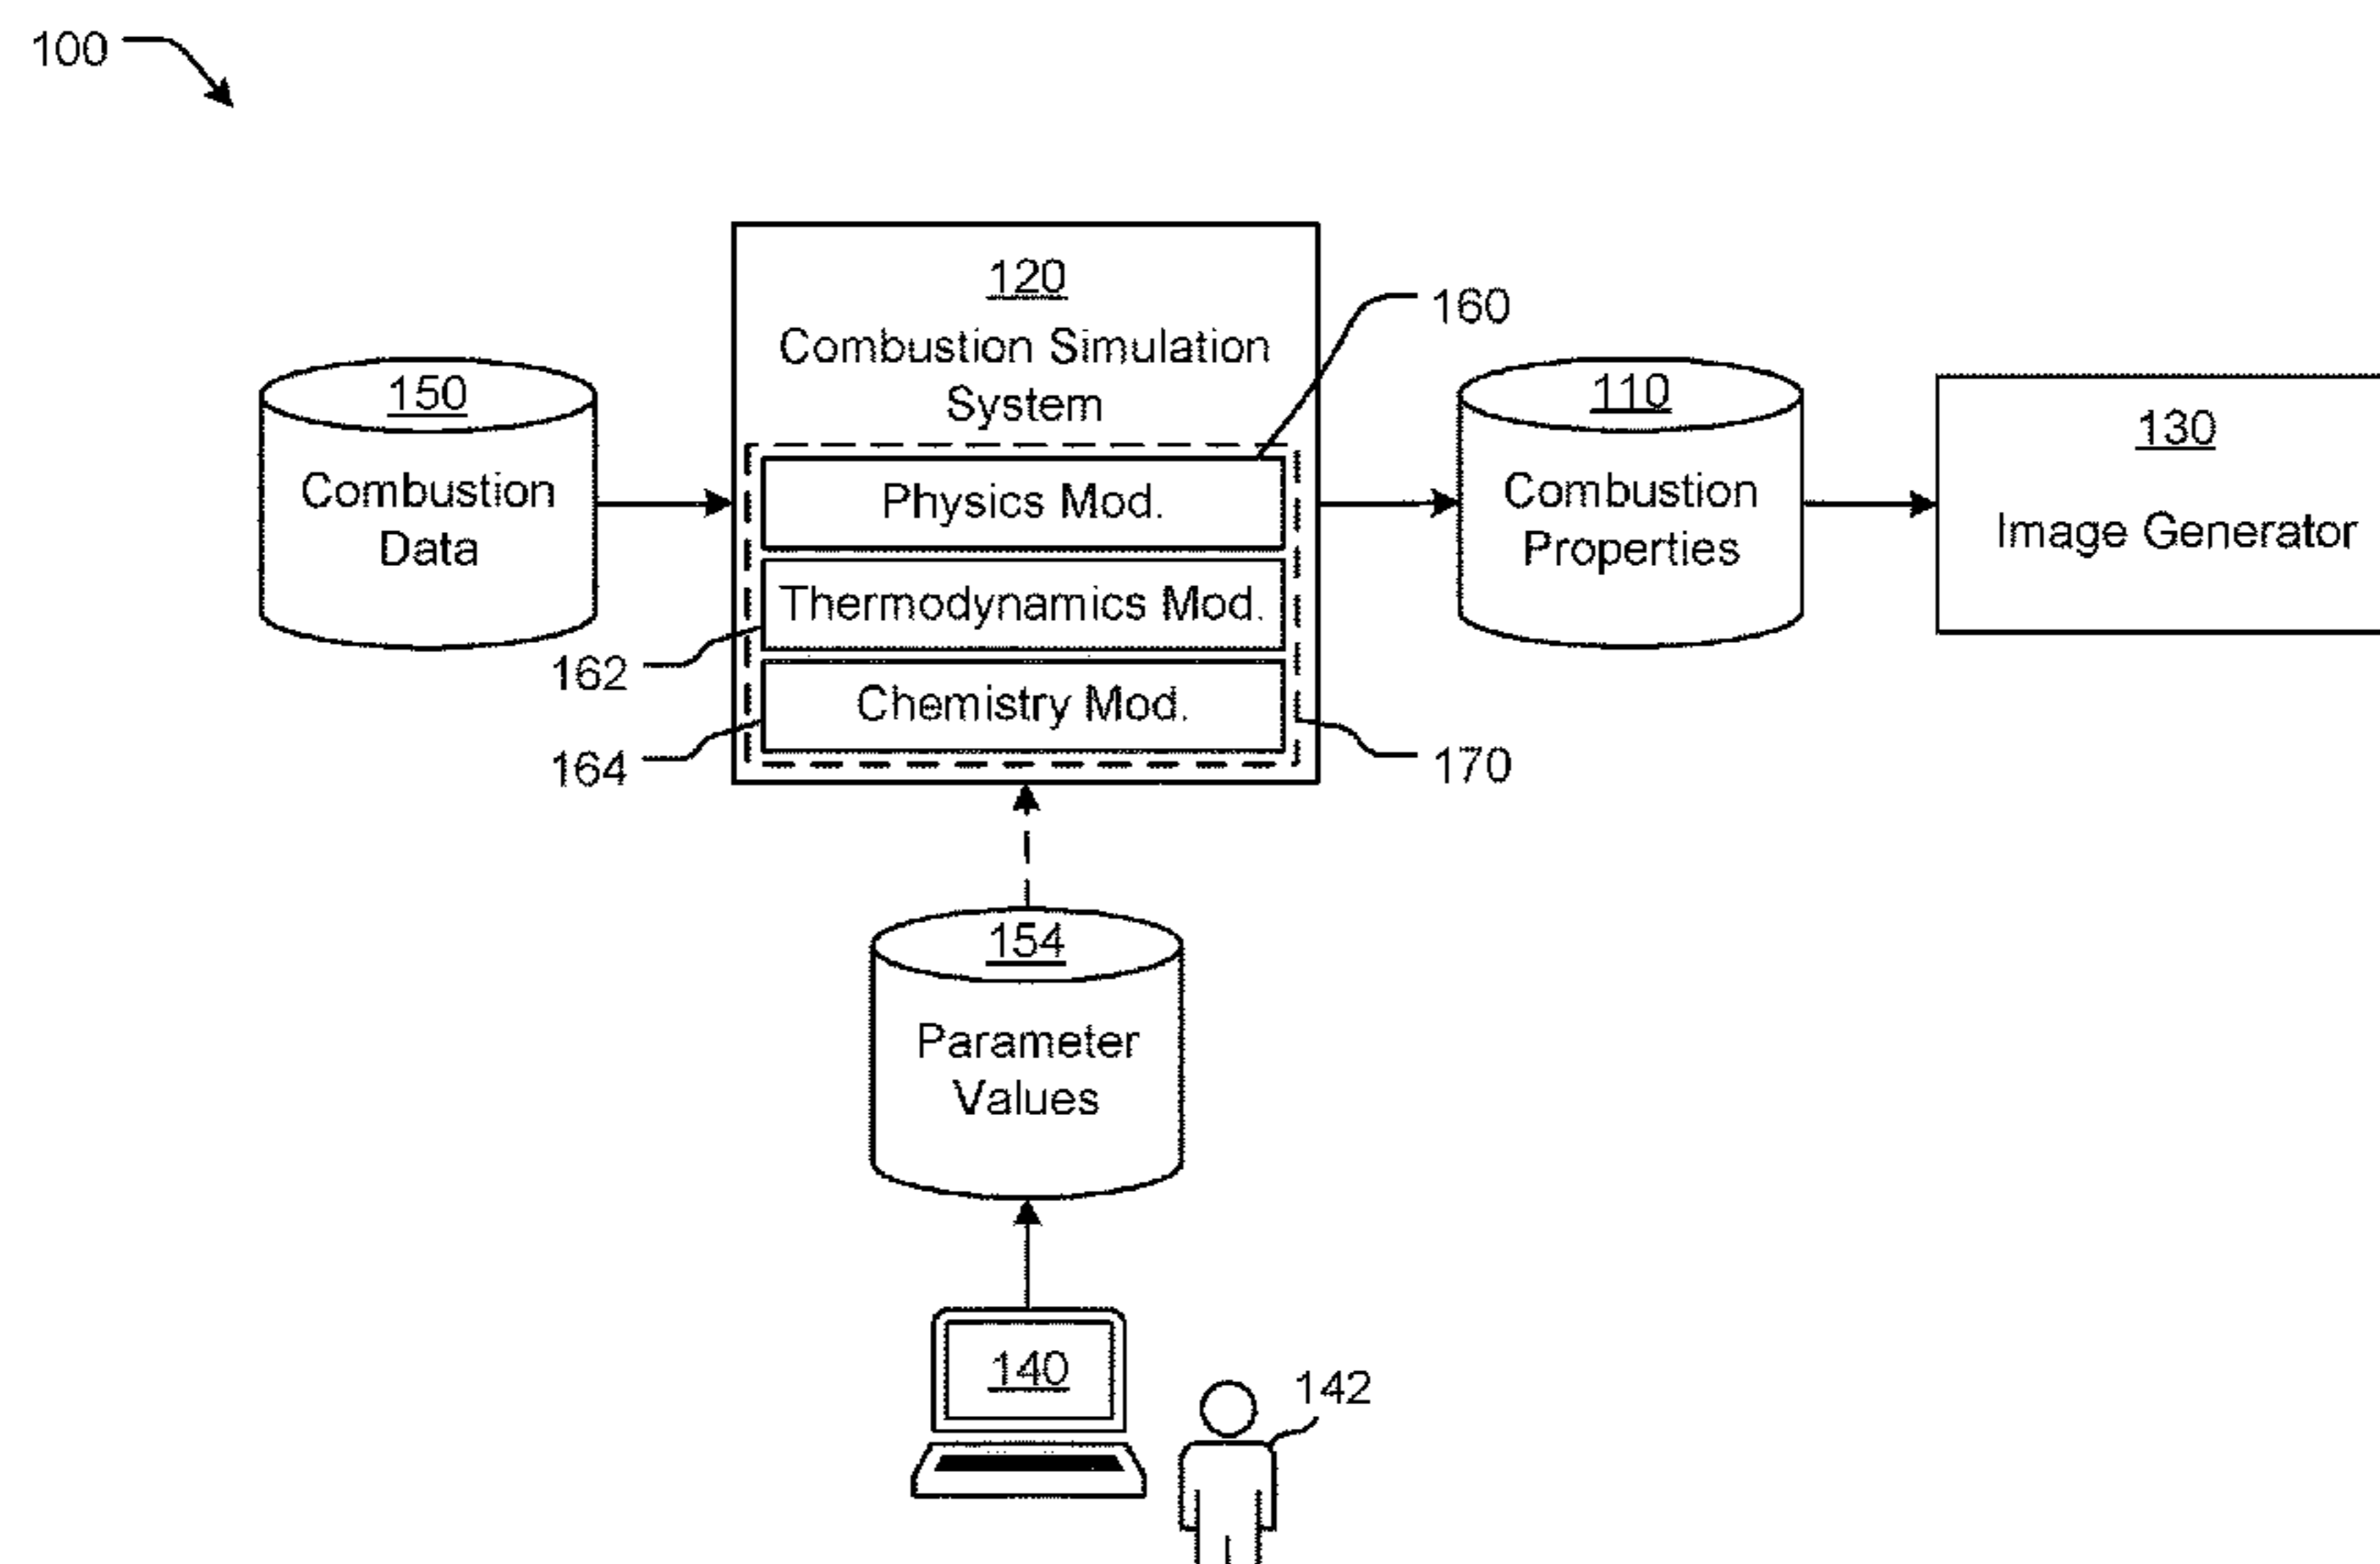 100
120
Combustion Simulation
System
160
150
Combustion
Data
110
Combustion
Properties
130
Image Generator
Physics Mod.
Thermodynamics Mod.
162
Chemistry Mod.
164
170
154
Parameter
Values
140
142